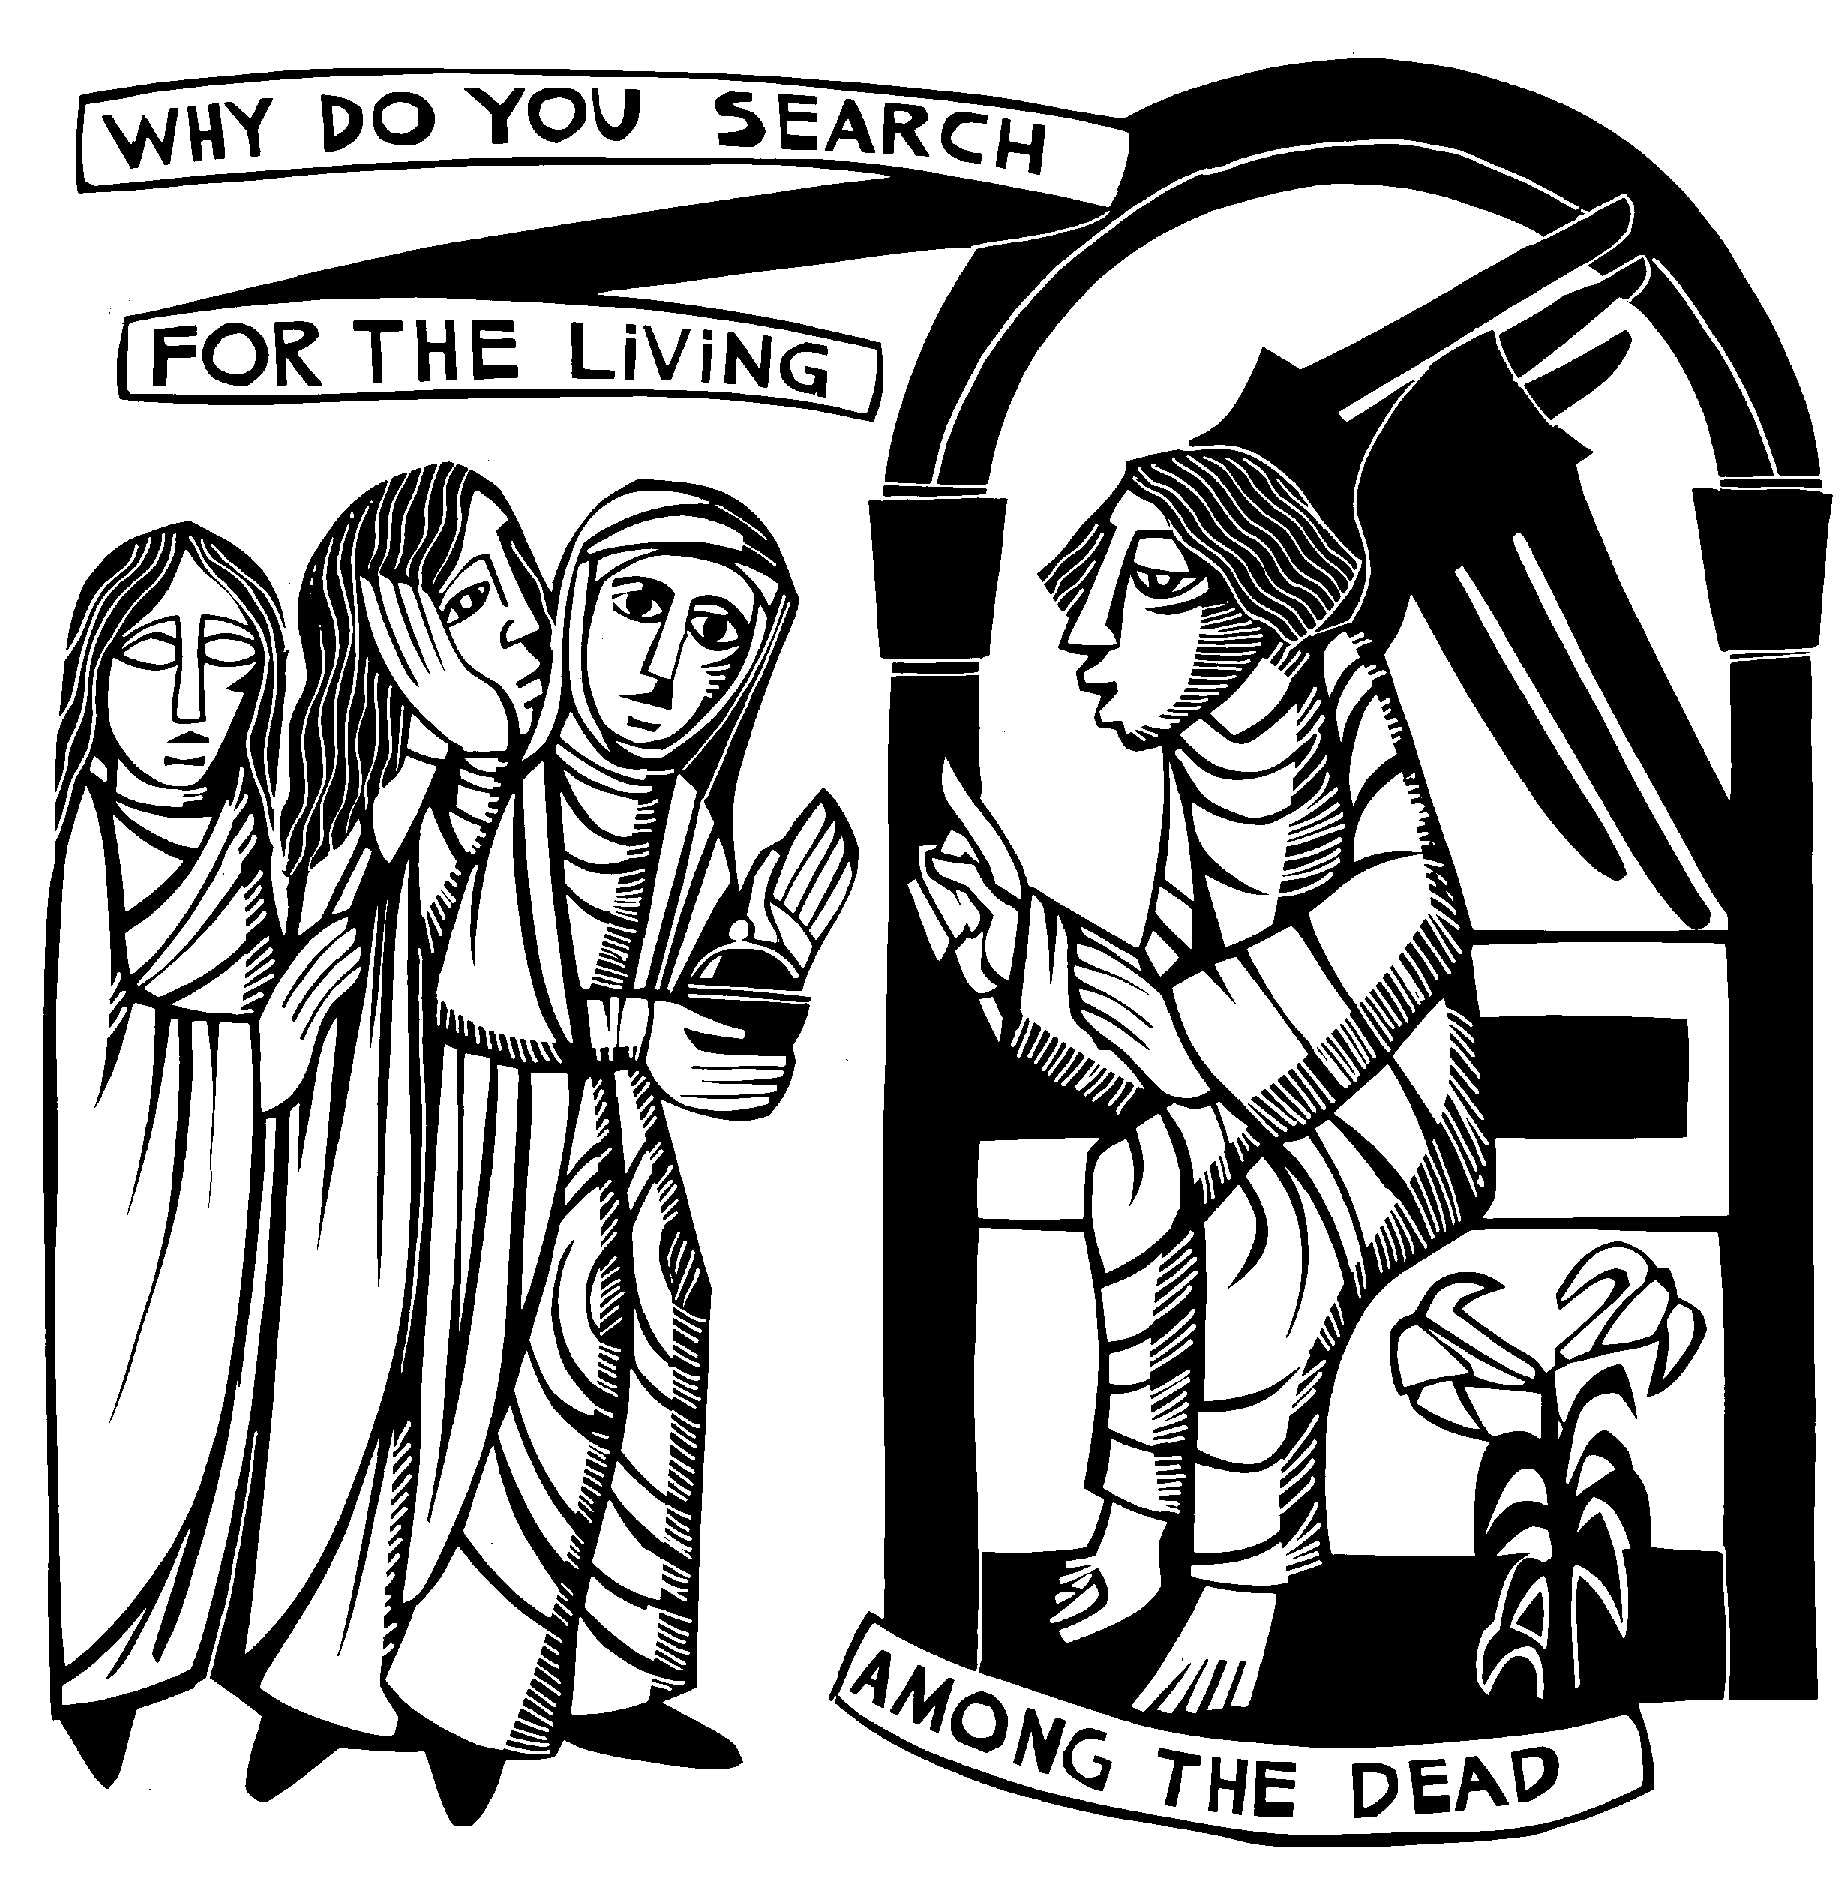 WHY DO YOU SEARCH
FOR THE LiViNG
AMONG THE DEAD